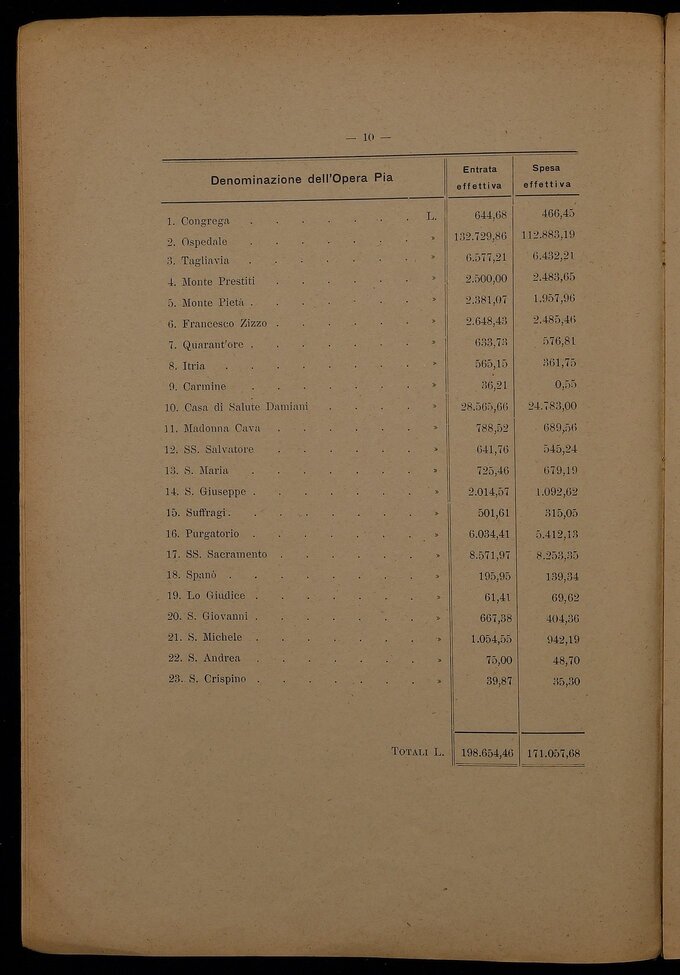 — 10 —
Denominazione dell'Opera Pia Entrata effettiva Spesa effettiva
1. Congrega . . . . . . . L. 644,68 466,45
2. Ospedale . . . . . . . » 132.729,86 112.883,19
3. Tagliavia . . . . . . . » 6.577,21 6.432,21
4. Monte Prestiti . . . . . . » 2.500,00 2.483,65
5. Monte Pietà . . . . . . . » 2.381,07 1.957,96
6. Francesco Zizzo . . . . . . » 2.648,43 2.485,46
7. Quarant'ore . . . . . . . » 633,73 576,81
8. Itria . . . . . . . . » 565,15 361,75
9. Carmine . . . . . . . » 36,21 0,55
10. Casa di Salute Damiani . . . . » 28.565,66 24.783,00
11. Madonna Cava . . . . . . » 788,52 689,56
12. SS. Salvatore . . . . . . » 641,76 545,24
13. S. Maria . . . . . . . » 725,46 679,19
14. S. Giuseppe . . . . . . . » 2.014,57 1.092,62
15. Suffragi . . . . . . . . » 501,61 315,05
16. Purgatorio . . . . . . . » 6.034,41 5.412,13
17. SS. Sacramento . . . . . . » 8.571,97 8.253,35
18. Spanò . . . . . . . . » 195,95 139,34
19. Lo Giudice . . . . . . . » 61,41 69,62
20. S. Giovanni . . . . . . . » 667,38 404,36
21. S. Michele . . . . . . . » 1.054,55 942,19
22. S. Andrea . . . . . . . » 75,00 48,70
23. S. Crispino . . . . . . . » 39,87 35,30
TOTALI L. 198.654,46 171.057,68